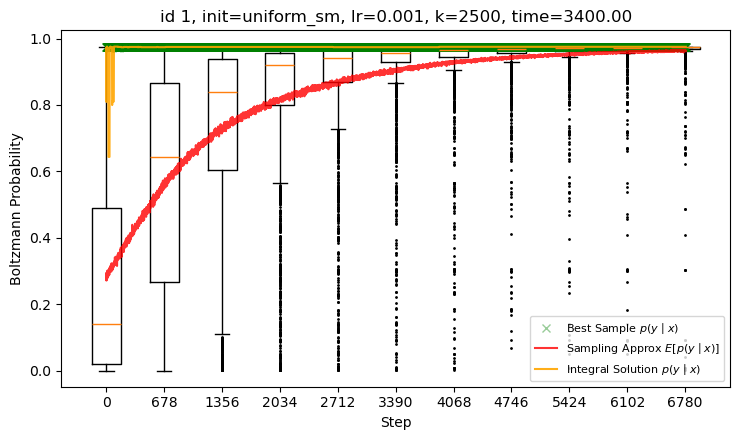 id 1, init=uniform_sm, lr=0.001, k=2500, time=3400.00
1.0
0.8
0.6
0.4
0.2
0.0
Boltzmann Probability
Best Sample p(y | x)
Sampling Approx E[p(y | x)]
Integral Solution p(y | x)
0 678 1356 2034 2712 3390 4068 4746 5424 6102 6780
Step